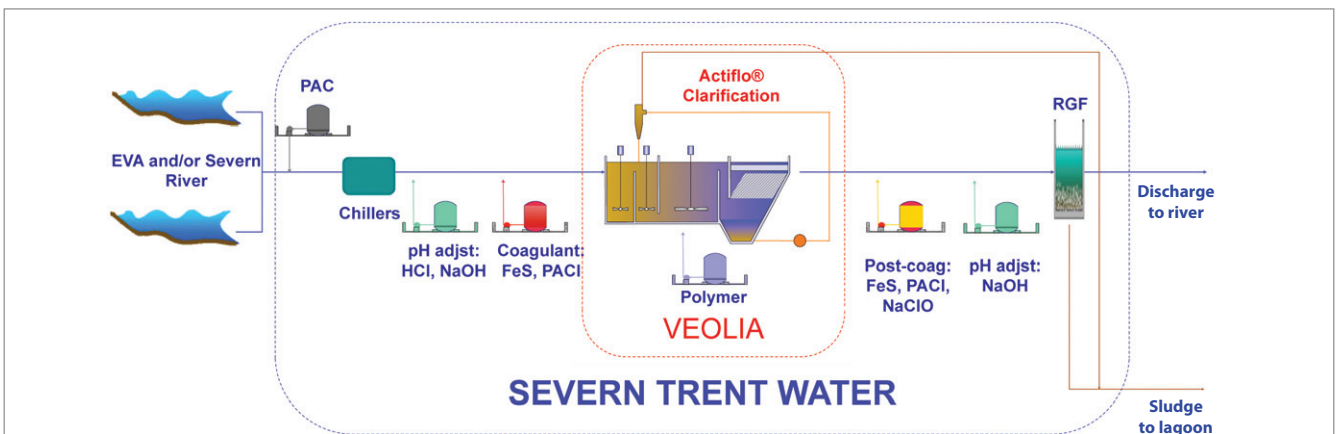 PAC
Actiflo®
Clarification
RGF
EVA and/or Severn
River
Chillers
Discharge
to river
pH adjst:
HCl, NaOH
Coagulant:
FeS, PACl
Polymer
VEOLIA
Post-coag:
FeS, PACl,
NaClO
pH adjst:
NaOH
SEVERN TRENT WATER
Sludge
to lagoon